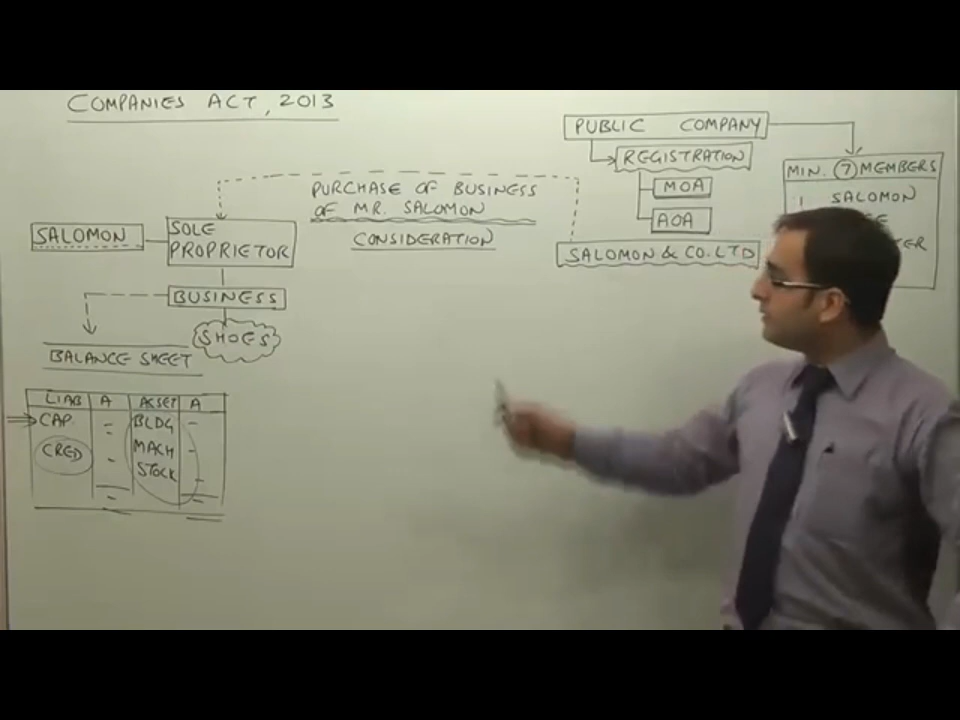 COMPANIES ACT, 2013
PUBLIC COMPANY
REGISTRATION
MOA
AOA
SALOMON & CO. LTD
MIN. 7 MEMBERS
1 SALOMON
PURCHASE OF BUSINESS
OF MR. SALOMON
CONSIDERATION
SALOMON
SOLE
PROPRIETOR
BUSINESS
SHOES
BALANCE SHEET
LIAB A ASSET A
CAP. = BLDG -
CRED - MACH -
STOCK -